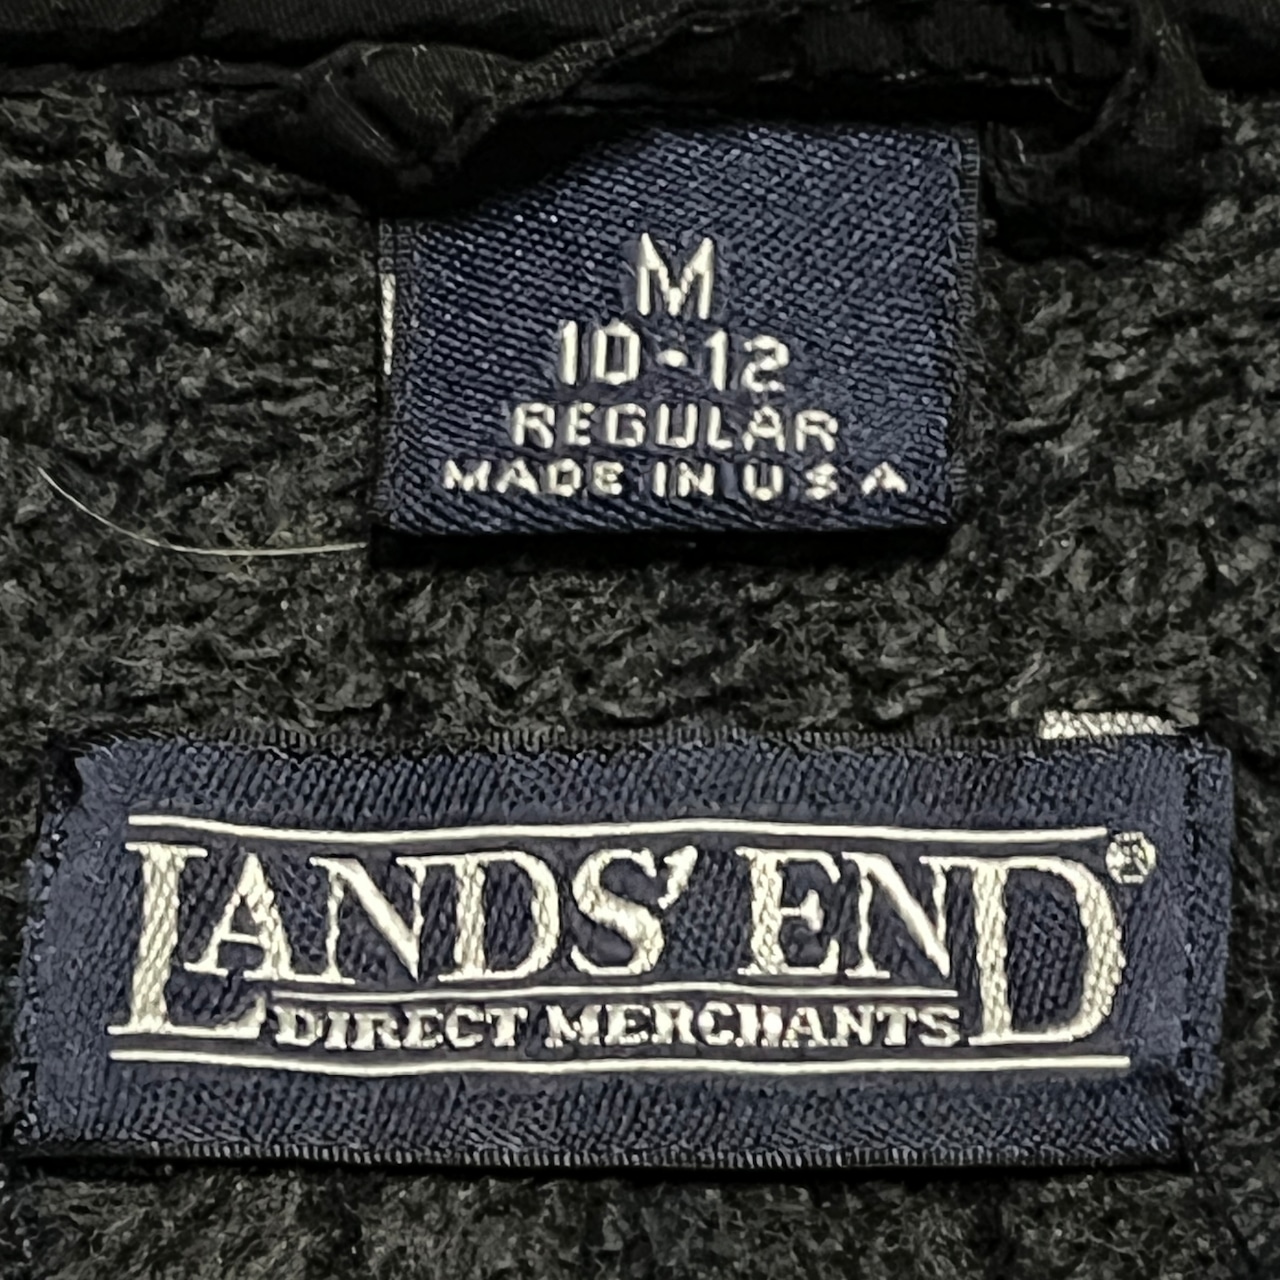 M
10-12
REGULAR
MADE IN U S A
LANDS' END®
DIRECT MERCHANTS